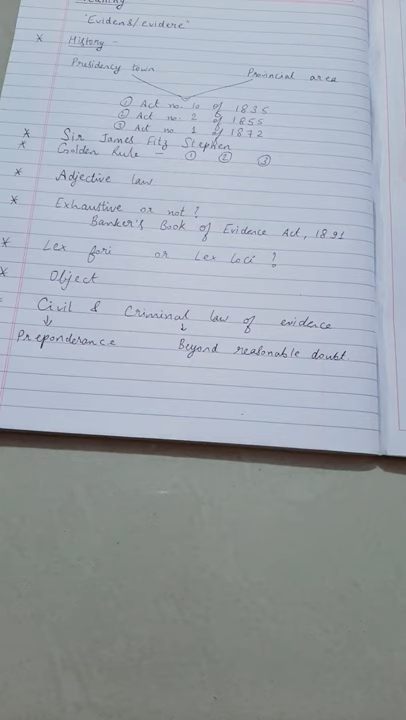 Meaning
"Evidens/evidere"
* History -
Presidency town Provincial area
① Act no. 10 of 1835
② Act no. 2 of 1855
③ Act no. 1 of 1872
* Sir James Fitz Stephen
* Golden Rule - ① ② ③
* Adjective law
* Exhaustive or not?
Banker's Book of Evidence Act, 1891
* Lex fori or Lex loci ?
* Object
Civil & Criminal law of evidence
↓ ↓
Preponderance Beyond reasonable doubt